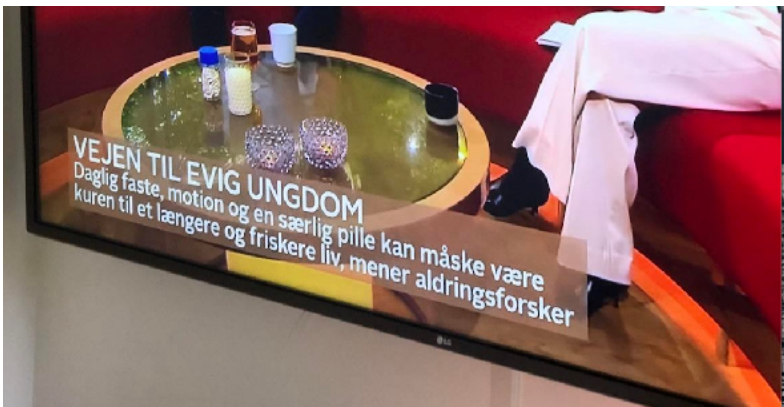 VEJEN TIL EVIG UNGDOM
Daglig faste, motion og en særlig pille kan måske være
kuren til et længere og friskere liv, mener aldringsforsker
LG